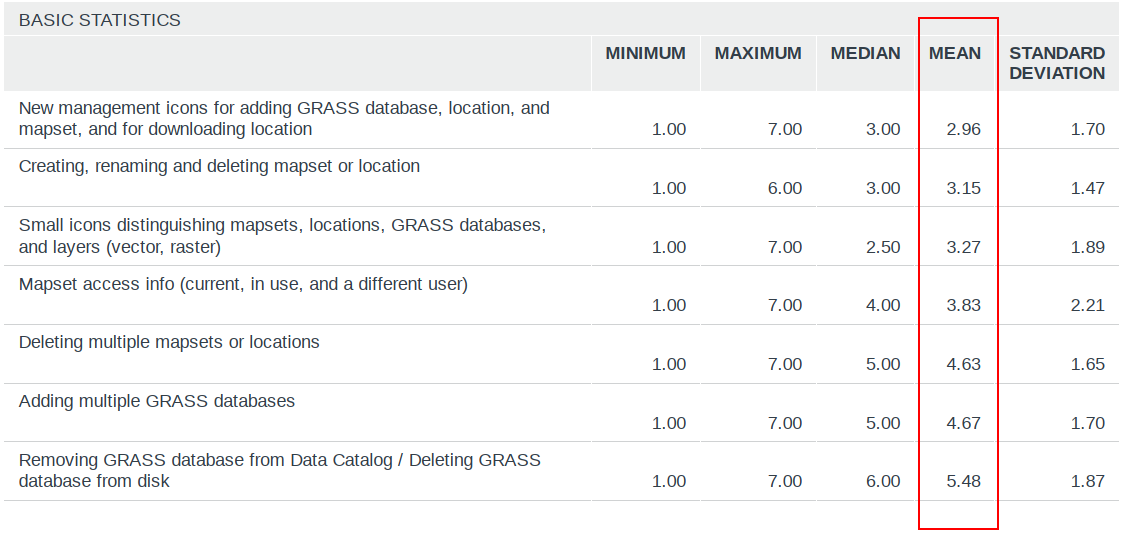 BASIC STATISTICS
MINIMUM MAXIMUM MEDIAN MEAN STANDARD
DEVIATION
New management icons for adding GRASS database, location, and
mapset, and for downloading location 1.00 7.00 3.00 2.96 1.70
Creating, renaming and deleting mapset or location
1.00 6.00 3.00 3.15 1.47
Small icons distinguishing mapsets, locations, GRASS databases,
and layers (vector, raster) 1.00 7.00 2.50 3.27 1.89
Mapset access info (current, in use, and a different user)
1.00 7.00 4.00 3.83 2.21
Deleting multiple mapsets or locations
1.00 7.00 5.00 4.63 1.65
Adding multiple GRASS databases
1.00 7.00 5.00 4.67 1.70
Removing GRASS database from Data Catalog / Deleting GRASS
database from disk 1.00 7.00 6.00 5.48 1.87